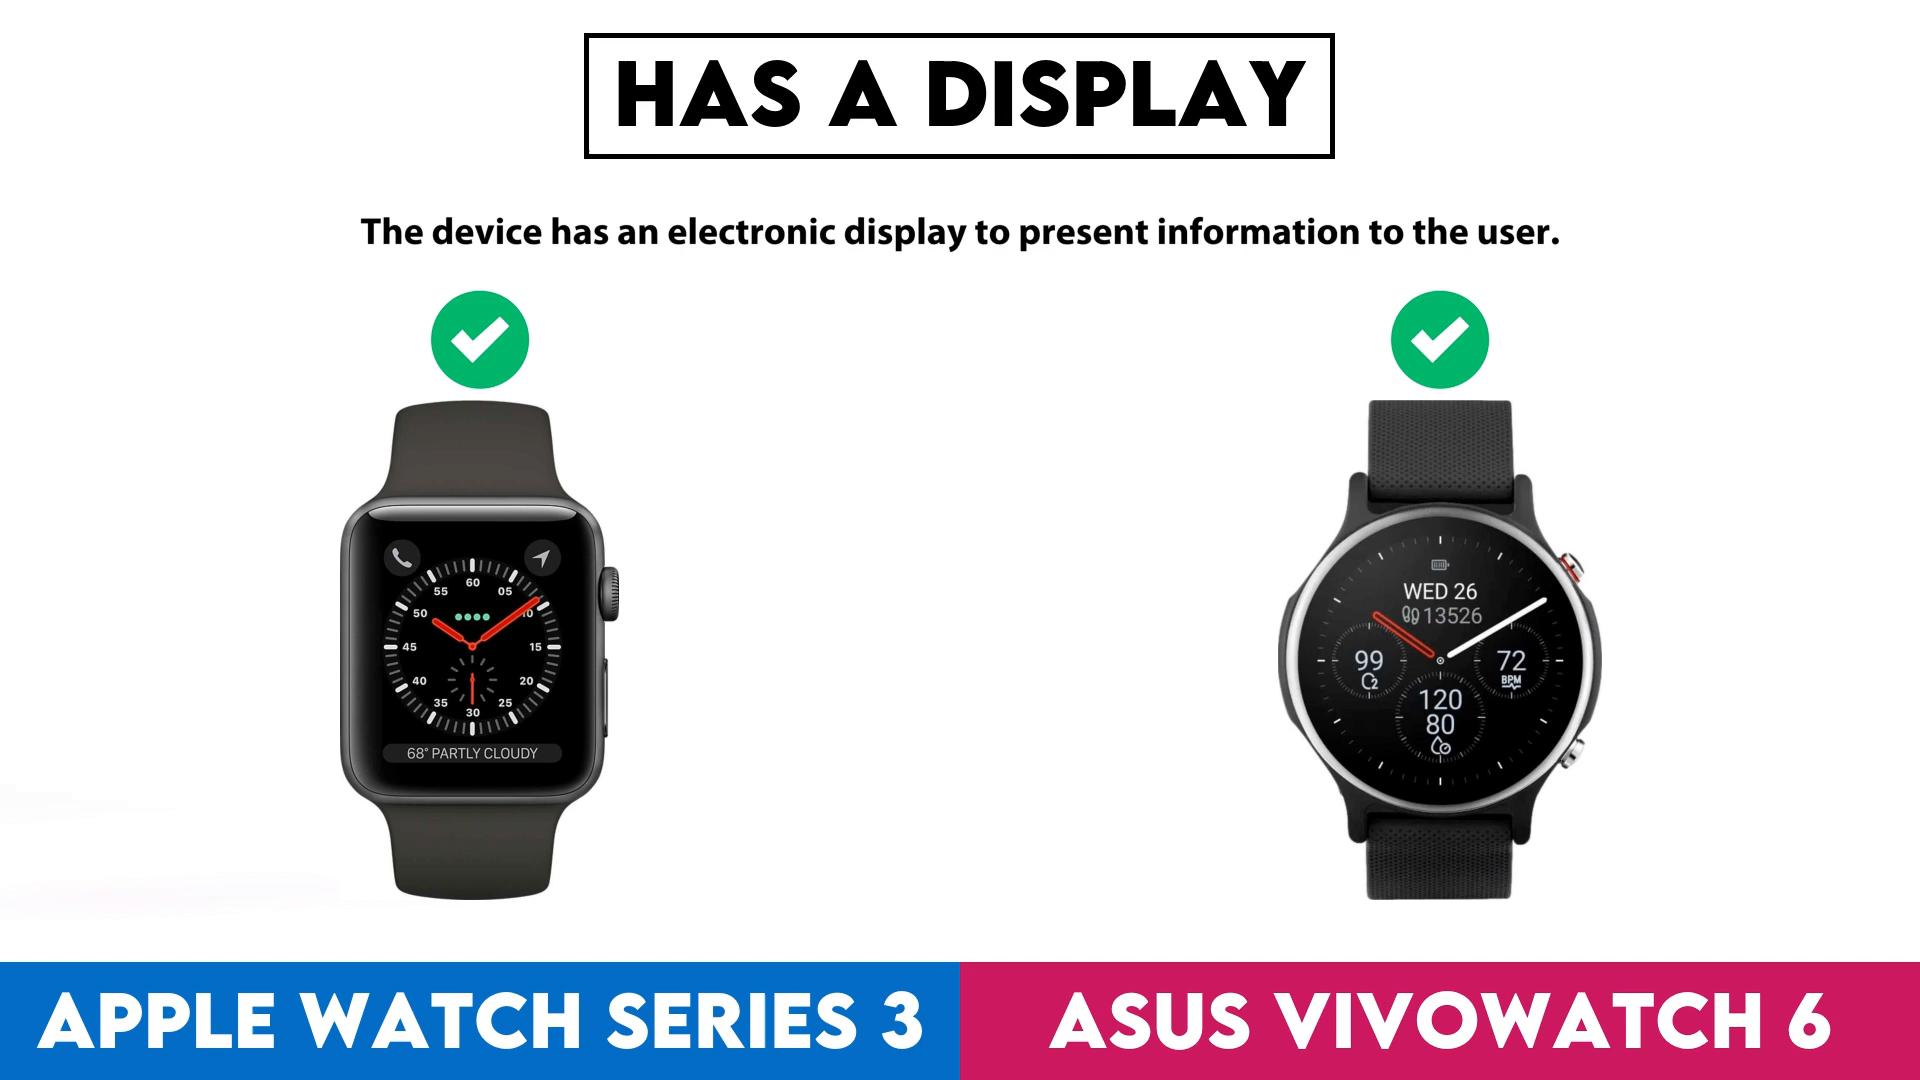 HAS A DISPLAY
The device has an electronic display to present information to the user.
60
55 05
50 10
45 15
40 20
35 25
30
68° PARTLY CLOUDY
WED 26
13526
99 72
O2 BPM
120
80
APPLE WATCH SERIES 3
ASUS VIVOWATCH 6